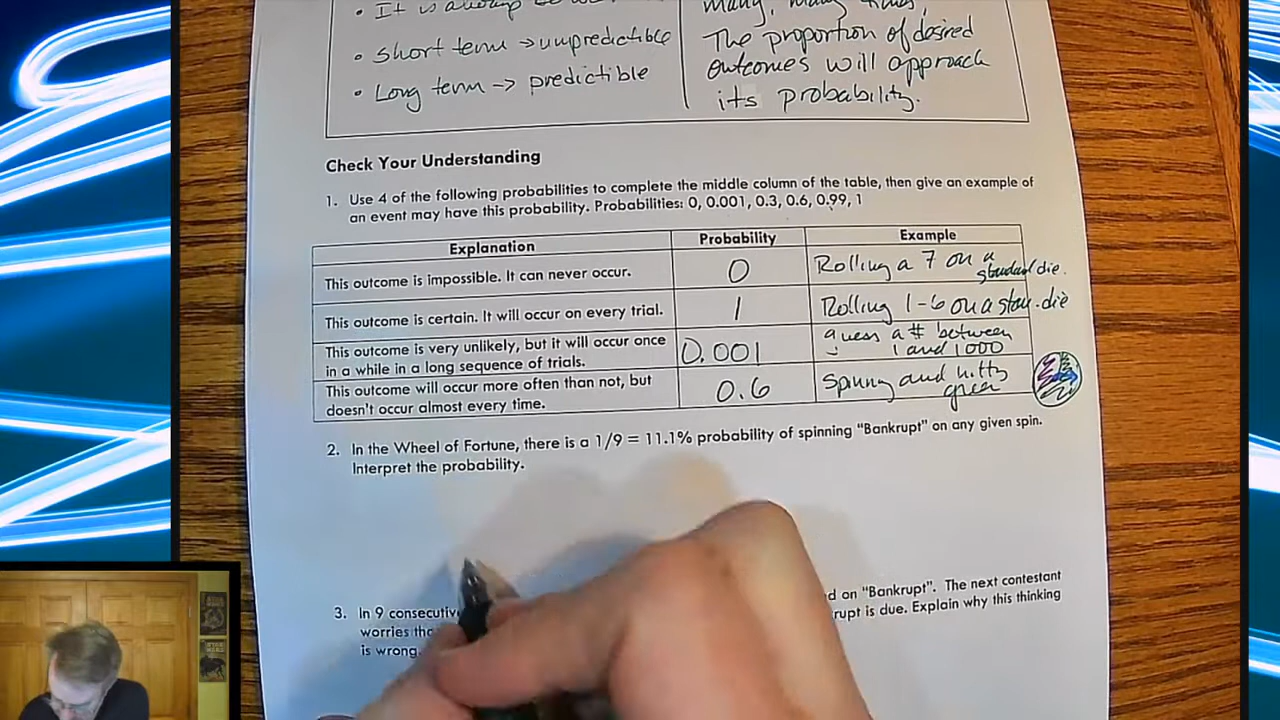 • It is always
many, many times,
• short term → unpredictible
The proportion of desired
• Long term → predictible
outcomes will approach
its probability.
Check Your Understanding
1. Use 4 of the following probabilities to complete the middle column of the table, then give an example of
an event may have this probability. Probabilities: 0, 0.001, 0.3, 0.6, 0.99, 1
Explanation Probability Example
This outcome is impossible. It can never occur. 0 Rolling a 7 on a
standard die.
This outcome is certain. It will occur on every trial. 1 Rolling 1-6 on a stan. die
This outcome is very unlikely, but it will occur once
in a while in a long sequence of trials. 0.001 guess a # between
1 and 1000
This outcome will occur more often than not, but
doesn't occur almost every time. 0.6 Spinny and hitty
green
2. In the Wheel of Fortune, there is a 1/9 = 11.1% probability of spinning "Bankrupt" on any given spin.
Interpret the probability.
3. In 9 consecutiv d on "Bankrupt". The next contestant
worries tha rupt is due. Explain why this thinking
is wrong.